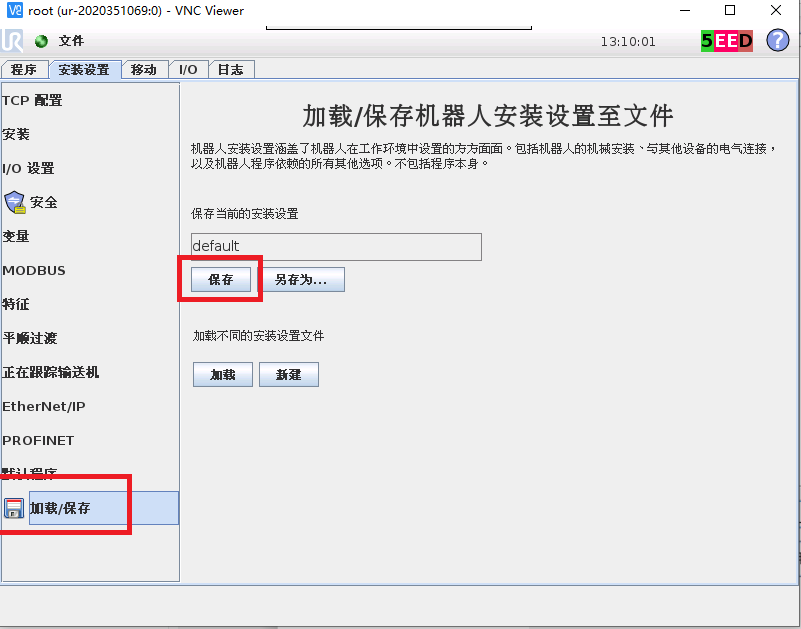 root (ur-2020351069:0) - VNC Viewer
文件
13:10:01
5EED
?
程序 安装设置 移动 I/O 日志
TCP 配置
安装
I/O 设置
安全
变量
MODBUS
特征
平顺过渡
正在跟踪输送机
EtherNet/IP
PROFINET
默认程序
加载/保存
加载/保存机器人安装设置至文件
机器人安装设置涵盖了机器人在工作环境中设置的方方面面。包括机器人的机械安装、与其他设备的电气连接，
以及机器人程序依赖的所有其他选项。不包括程序本身。
保存当前的安装设置
default
保存 另存为...
加载不同的安装设置文件
加载 新建